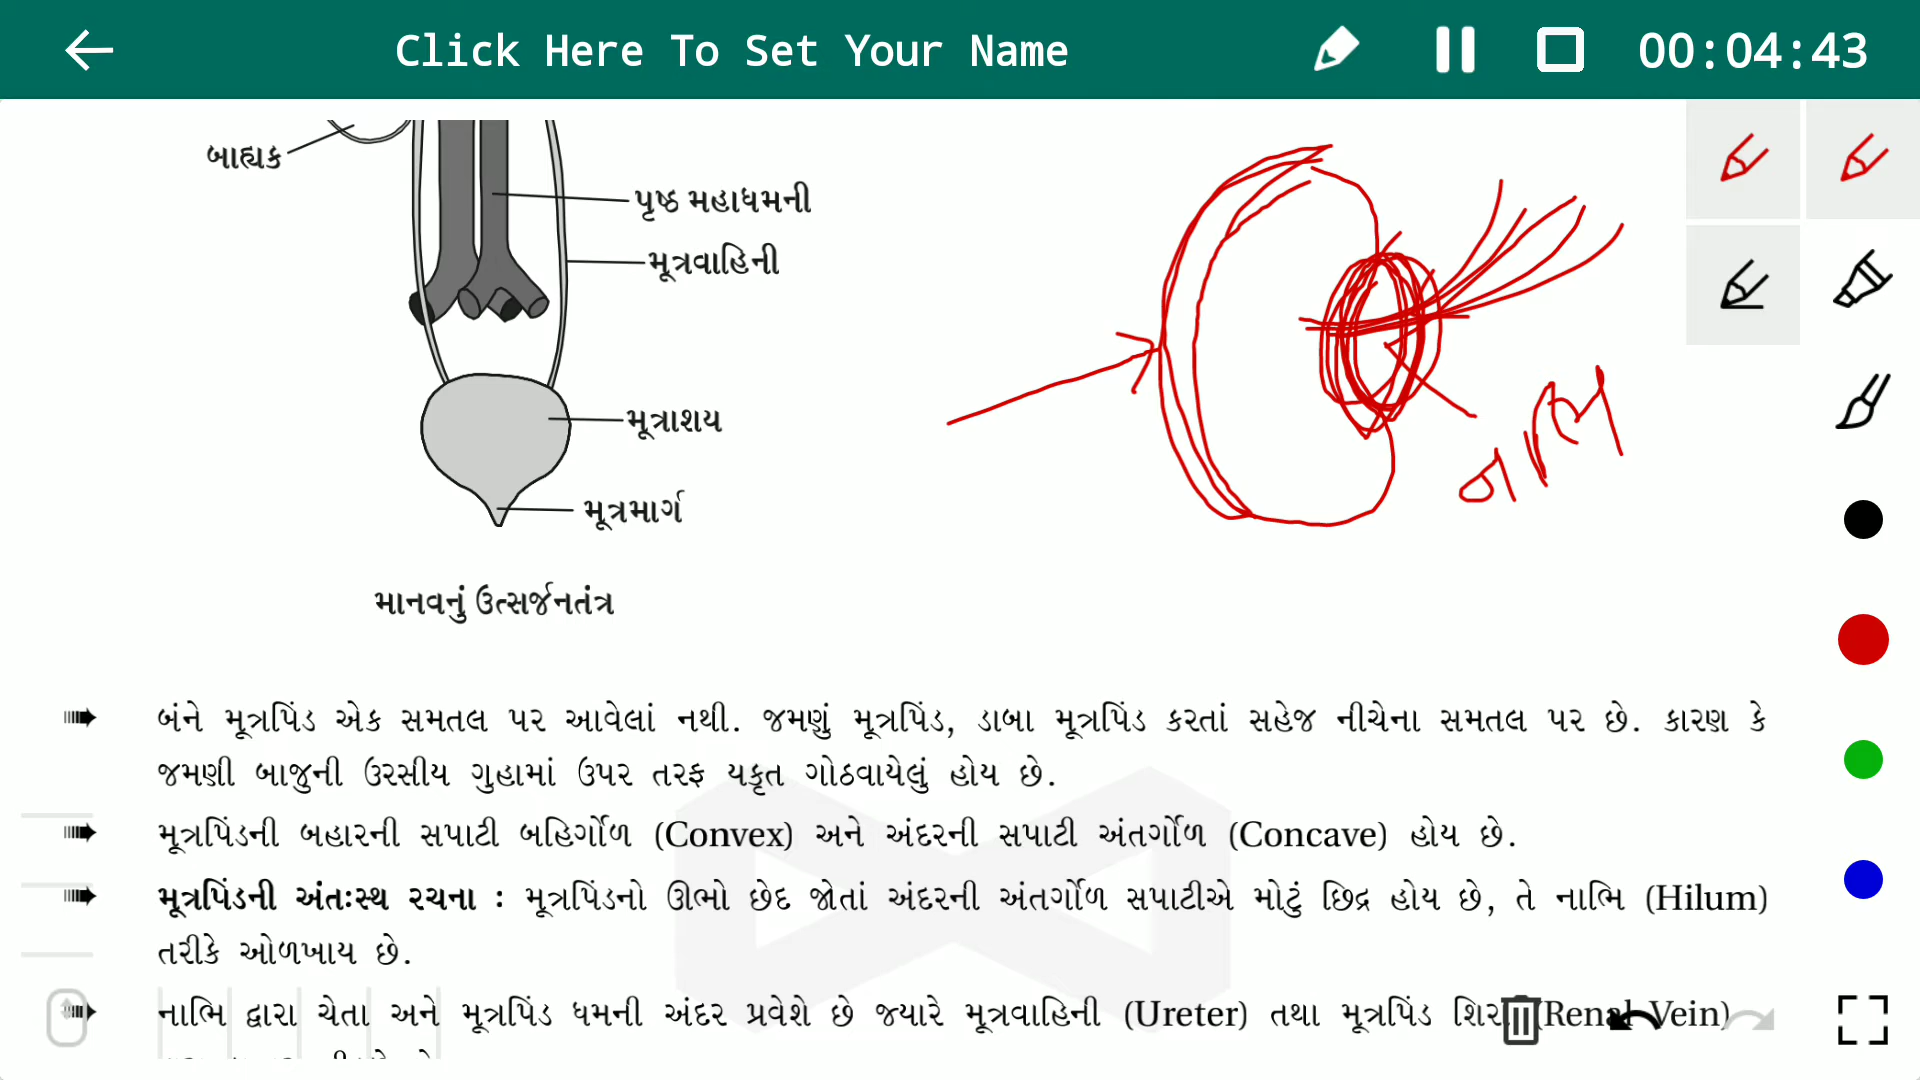 Click Here To Set Your Name
00:04:43
બાહ્યક
પૃષ્ઠ મહાધમની
મૂત્રવાહિની
મૂત્રાશય
મૂત્રમાર્ગ
નાભિ
માનવનું ઉત્સર્જનતંત્ર
બંને મૂત્રપિંડ એક સમતલ પર આવેલાં નથી. જમણું મૂત્રપિંડ, ડાબા મૂત્રપિંડ કરતાં સહેજ નીચેના સમતલ પર છે. કારણ કે
જમણી બાજુની ઉરસીય ગુહામાં ઉપર તરફ યકૃત ગોઠવાયેલું હોય છે.
મૂત્રપિંડની બહારની સપાટી બહિર્ગોળ (Convex) અને અંદરની સપાટી અંતર્ગોળ (Concave) હોય છે.
મૂત્રપિંડની અંતઃસ્થ રચના : મૂત્રપિંડનો ઊભો છેદ જોતાં અંદરની અંતર્ગોળ સપાટીએ મોટું છિદ્ર હોય છે, તે નાભિ (Hilum)
તરીકે ઓળખાય છે.
નાભિ દ્વારા ચેતા અને મૂત્રપિંડ ધમની અંદર પ્રવેશે છે જ્યારે મૂત્રવાહિની (Ureter) તથા મૂત્રપિંડ (Renal Vein)